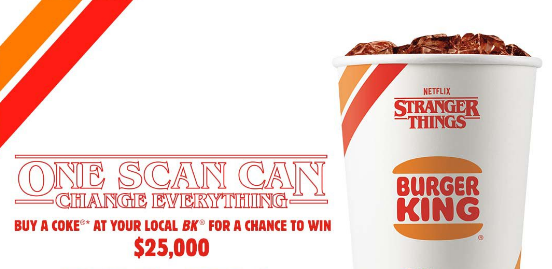 ONE SCAN CAN
CHANGE EVERYTHING
BUY A COKE®* AT YOUR LOCAL BK® FOR A CHANCE TO WIN
$25,000
NETFLIX
STRANGER
THINGS
BURGER
KING
®